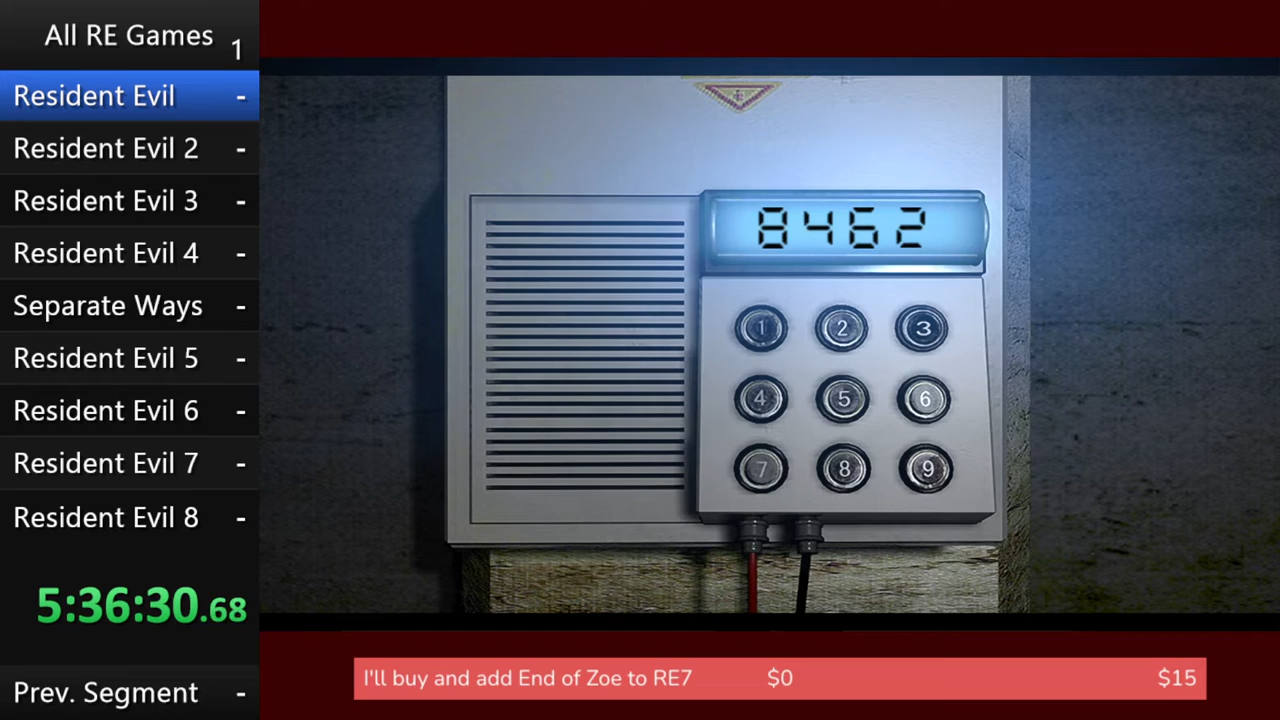 All RE Games
1
Resident Evil -
Resident Evil 2 -
Resident Evil 3 -
Resident Evil 4 -
Separate Ways -
Resident Evil 5 -
Resident Evil 6 -
Resident Evil 7 -
Resident Evil 8 -
5:36:30.68
Prev. Segment -
8462
1 2 3
4 5 6
7 8 9
I'll buy and add End of Zoe to RE7 $0 $15